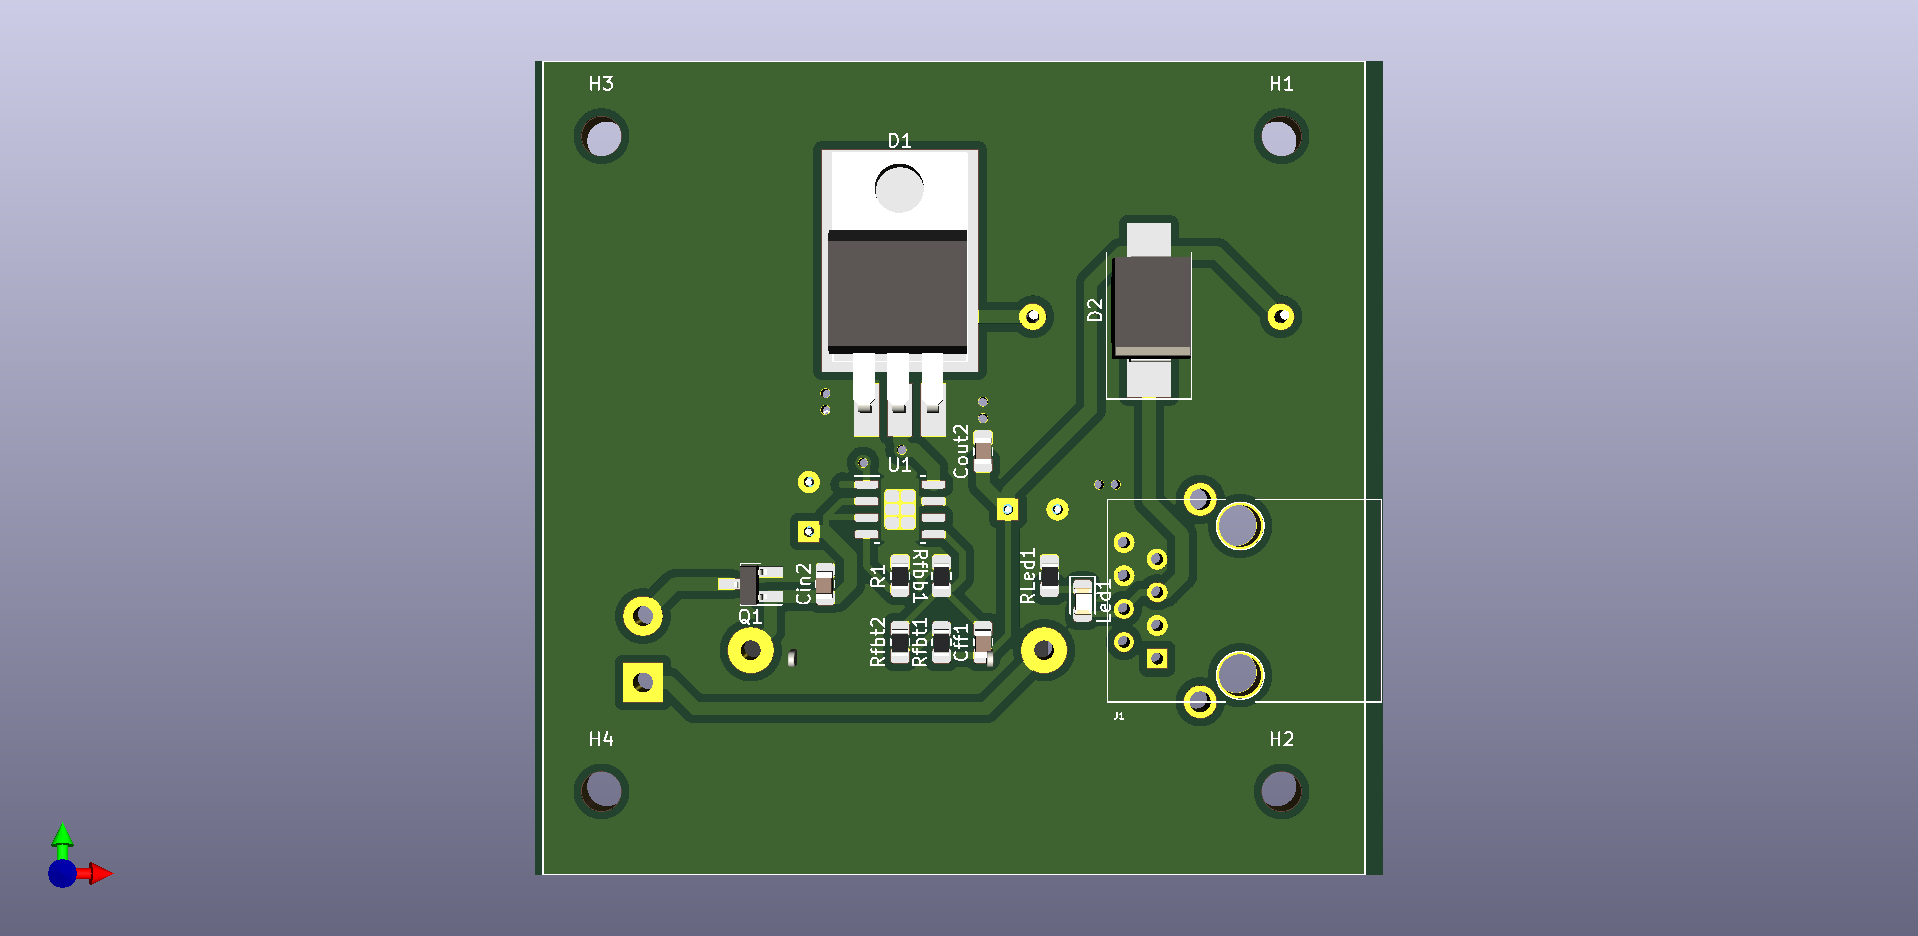 H3
H1
D1
D2
Cout2
U1
Cin2
R1
Rfbb1
RLed1
Led1
Q1
Rfbt2
Rfbt1
Cff1
J1
H4
H2